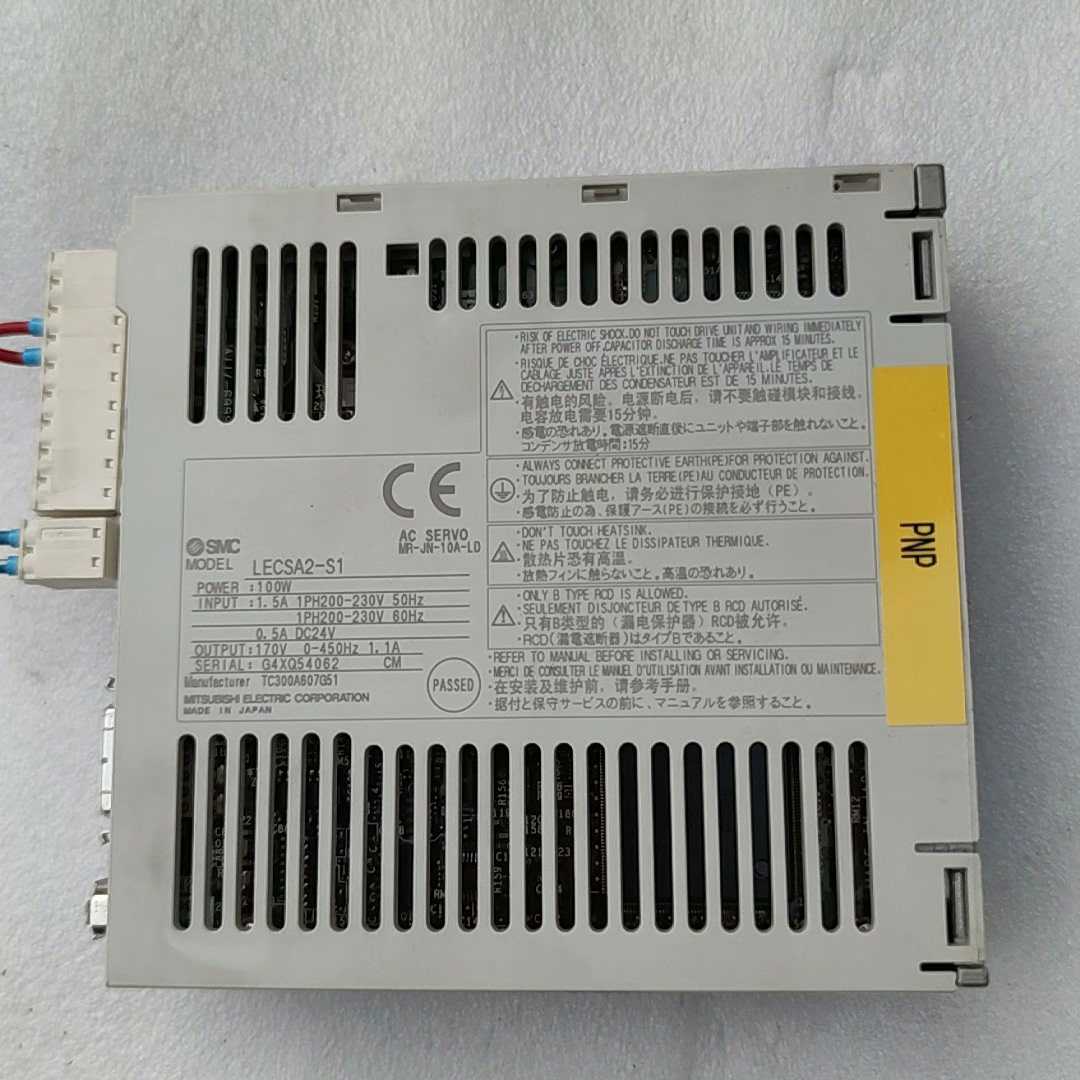 RISK OF ELECTRIC SHOCK.DO NOT TOUCH DRIVE UNIT AND WIRING IMMEDIATELY
AFTER POWER OFF.CAPACITOR DISCHARGE TIME IS APPROX 15 MINUTES.
RISQUE DE CHOC ÉLECTRIQUE.NE PAS TOUCHER L'AMPLIFICATEUR ET LE
CABLAGE JUSTE APRÈS L'EXTINCTION DE L'APPAREIL.LE TEMPS DE
DECHARGEMENT DES CONDENSATEUR EST DE 15 MINUTES.
・有触电的风险。电源断电后，请不要触碰模块和接线，
电容放电需要15分钟。
・感電の恐れあり。電源遮断直後にユニットや端子部を触れないこと。
コンデンサ放電時間:15分
・ALWAYS CONNECT PROTECTIVE EARTH(PE)FOR PROTECTION AGAINST.
・TOUJOURS BRANCHER LA TERRE(PE)AU CONDUCTEUR DE PROTECTION.
・为了防止触电，请务必进行保护接地（PE）。
・感電防止の為、保護アース(PE)の接続を必ず行うこと。
・DON'T TOUCH HEATSINK.
・NE PAS TOUCHEZ LE DISSIPATEUR THERMIQUE.
・散热片恐有高温。
・放熱フィンに触らないこと。高温の恐れあり。
・ONLY B TYPE RCD IS ALLOWED.
・SEULEMENT DISJONCTEUR DE TYPE B RCD AUTORISÉ.
・只有B类型的（漏电保护器）RCD被允许。
・RCD(漏電遮断器)はタイプBであること。
・REFER TO MANUAL BEFORE INSTALLING OR SERVICING.
・MERCI DE CONSULTER LE MANUEL D'UTILISATION AVANT INSTALLATION OU MAINTENANCE.
・在安装及维护前，请参考手册。
・据付と保守サービスの前に、マニュアルを参照すること。
CE
AC SERVO
MR-JN-10A-LD
SMC
MODEL LECSA2-S1
POWER :100W
INPUT :1.5A 1PH200-230V 50Hz
1PH200-230V 60Hz
0.5A DC24V
OUTPUT:170V 0-450Hz 1.1A
SERIAL: G4XQ54062 CM
Manufacturer TC300A607G51
MITSUBISHI ELECTRIC CORPORATION
MADE IN JAPAN
PASSED
PNP